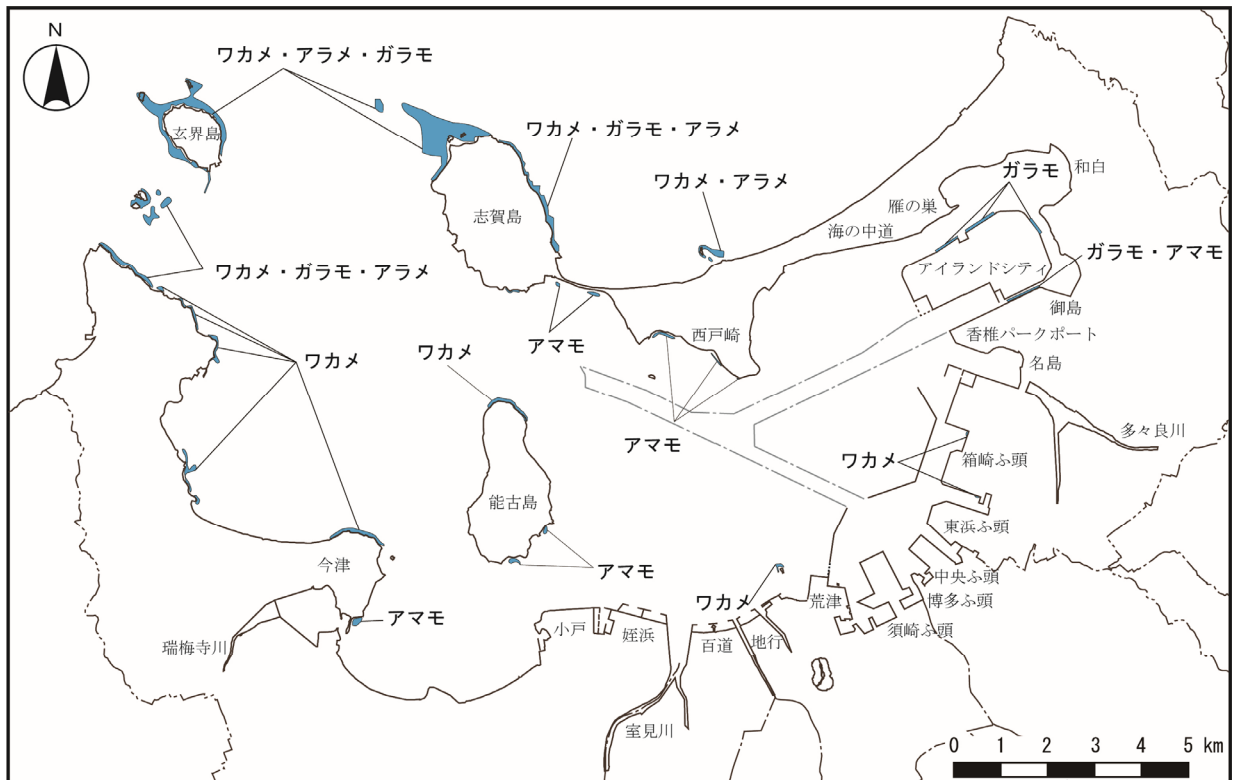 N
ワカメ・アラメ・ガラモ
玄界島
ワカメ・ガラモ・アラメ
ワカメ・アラメ
ガラモ
和白
雁の巣
志賀島
海の中道
ガラモ・アマモ
ワカメ・ガラモ・アラメ
アイランドシティ
御島
アマモ
西戸崎
香椎パークポート
ワカメ
ワカメ
名島
アマモ
多々良川
ワカメ
箱崎ふ頭
能古島
東浜ふ頭
今津
アマモ
中央ふ頭
ワカメ
荒津
博多ふ頭
アマモ
小戸
姪浜
百道
地行
須崎ふ頭
瑞梅寺川
室見川
0 1 2 3 4 5 km